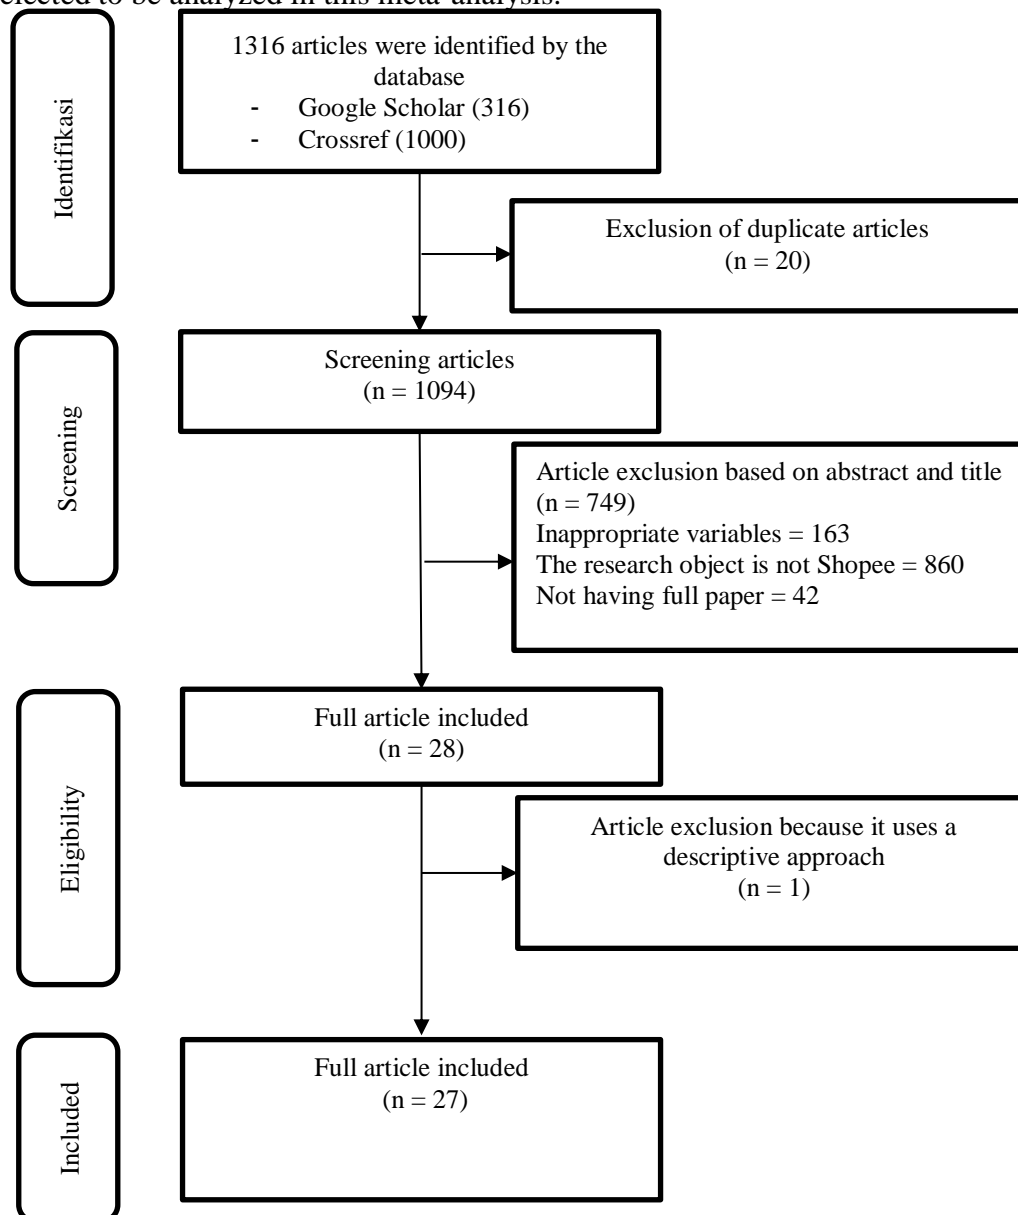 elected to be analyzed in this meta-analysis.
Identifikasi
1316 articles were identified by the
database
- Google Scholar (316)
- Crossref (1000)
Exclusion of duplicate articles
(n = 20)
Screening
Screening articles
(n = 1094)
Article exclusion based on abstract and title
(n = 749)
Inappropriate variables = 163
The research object is not Shopee = 860
Not having full paper = 42
Eligibility
Full article included
(n = 28)
Article exclusion because it uses a
descriptive approach
(n = 1)
Included
Full article included
(n = 27)